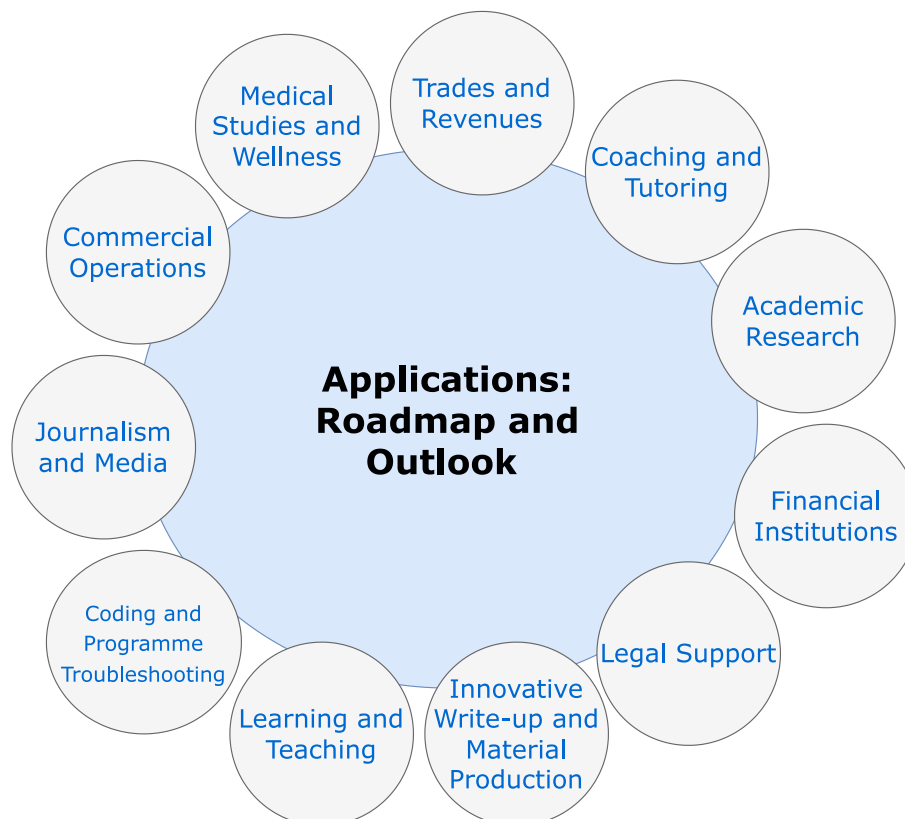 Trades and
Revenues
Coaching and
Tutoring
Academic
Research
Financial
Institutions
Legal Support
Innovative
Write-up and
Material
Production
Learning and
Teaching
Coding and
Programme
Troubleshooting
Journalism
and Media
Commercial
Operations
Medical
Studies and
Wellness
Applications:
Roadmap and
Outlook